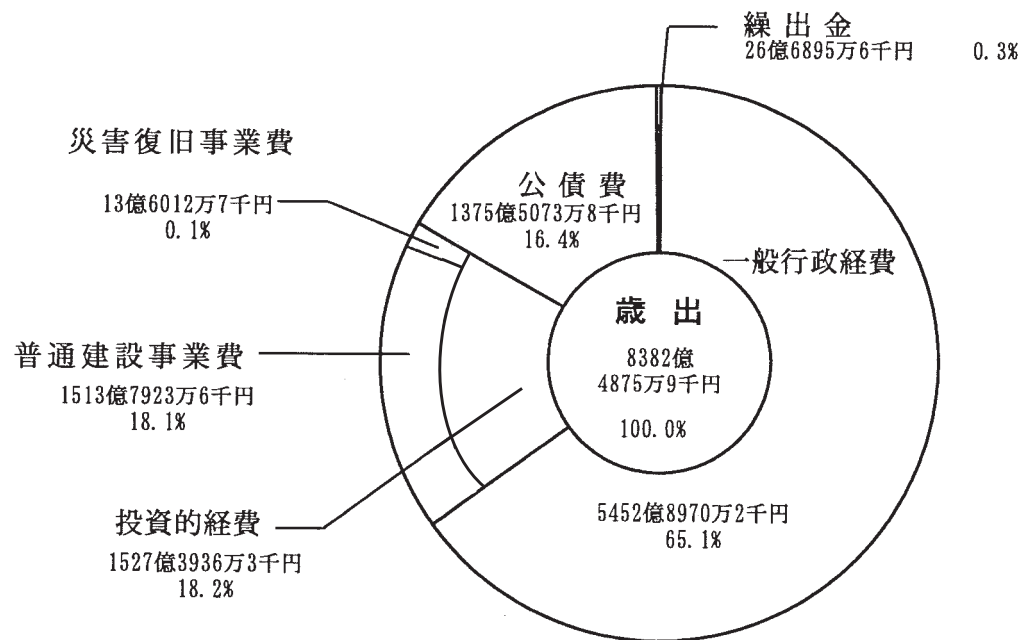 繰出金
26億6895万6千円 0.3%
災害復旧事業費
13億6012万7千円
0.1%
公債費
1375億5073万8千円
16.4%
一般行政経費
歳出
8382億
4875万9千円
100.0%
普通建設事業費
1513億7923万6千円
18.1%
投資的経費
1527億3936万3千円
18.2%
5452億8970万2千円
65.1%